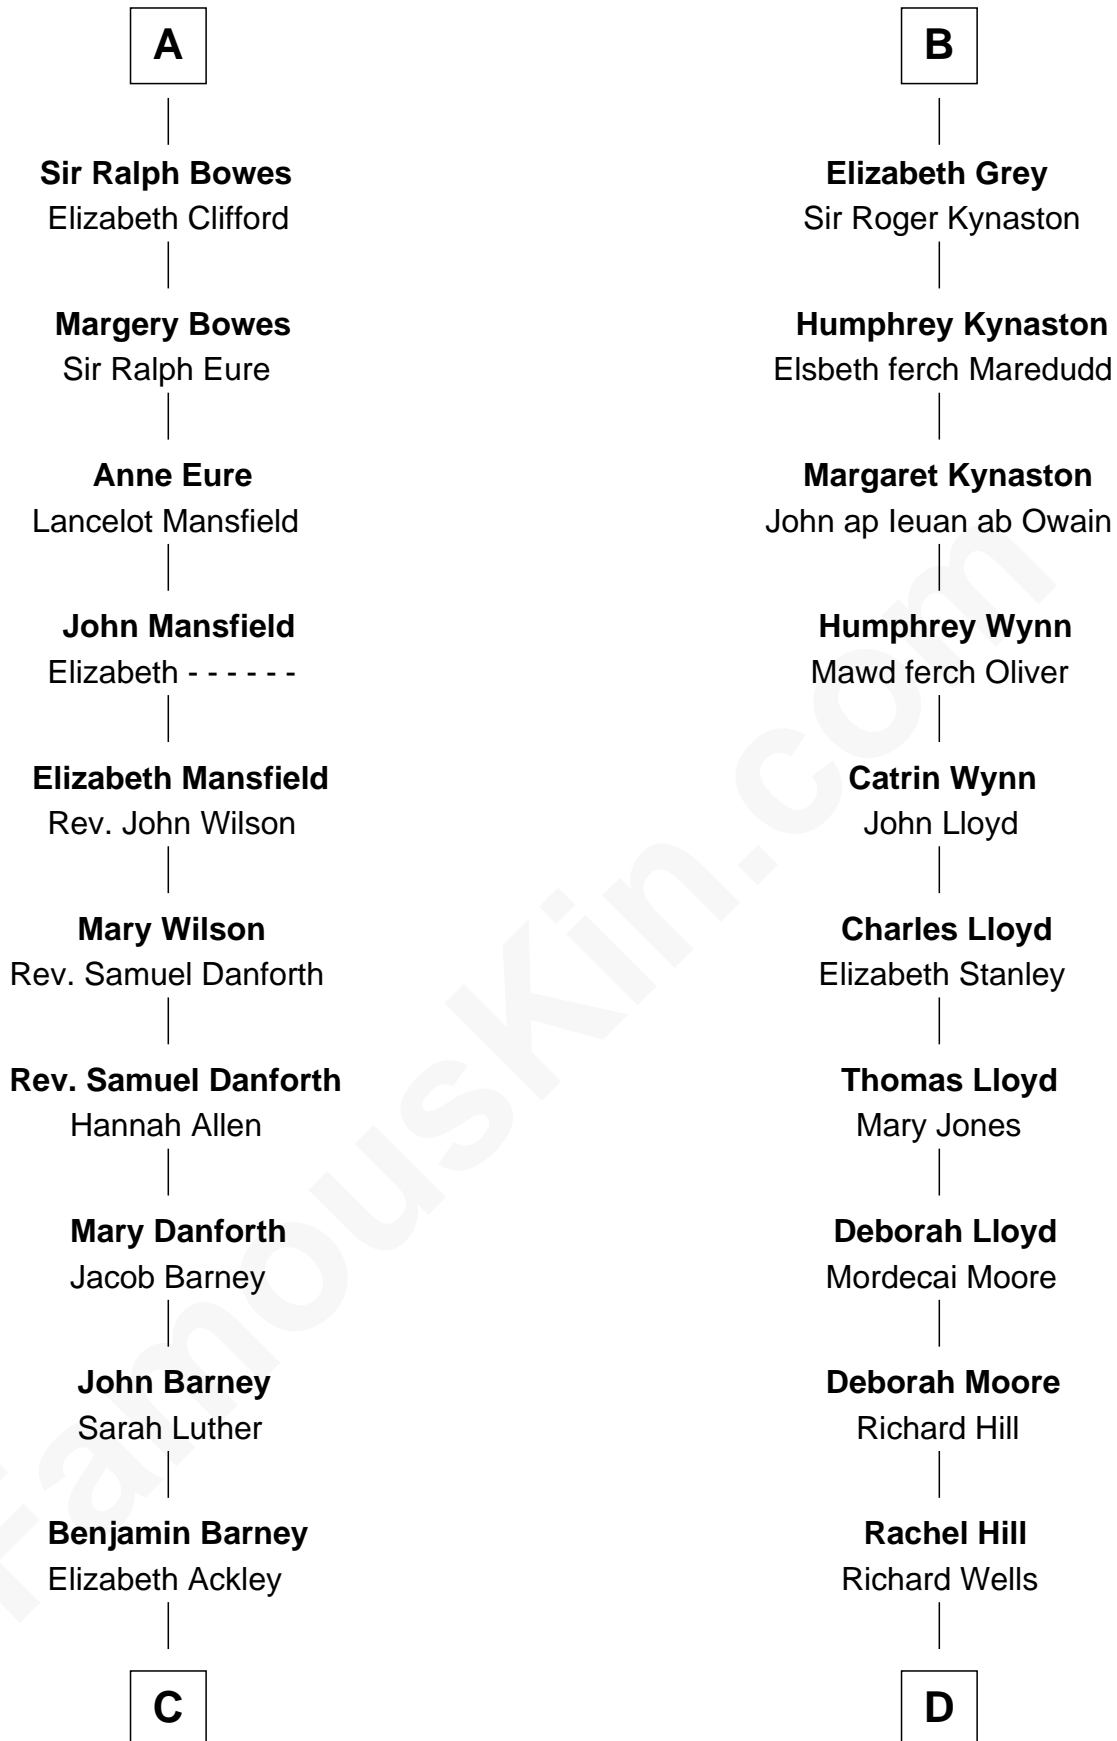 A
Sir Ralph Bowes
Elizabeth Clifford
Margery Bowes
Sir Ralph Eure
Anne Eure
Lancelot Mansfield
John Mansfield
Elizabeth - - - - - -
Elizabeth Mansfield
Rev. John Wilson
Mary Wilson
Rev. Samuel Danforth
Rev. Samuel Danforth
Hannah Allen
Mary Danforth
Jacob Barney
John Barney
Sarah Luther
Benjamin Barney
Elizabeth Ackley
C
B
Elizabeth Grey
Sir Roger Kynaston
Humphrey Kynaston
Elsbeth ferch Maredudd
Margaret Kynaston
John ap Ieuan ab Owain
Humphrey Wynn
Mawd ferch Oliver
Catrin Wynn
John Lloyd
Charles Lloyd
Elizabeth Stanley
Thomas Lloyd
Mary Jones
Deborah Lloyd
Mordecai Moore
Deborah Moore
Richard Hill
Rachel Hill
Richard Wells
D
FamousKin.com